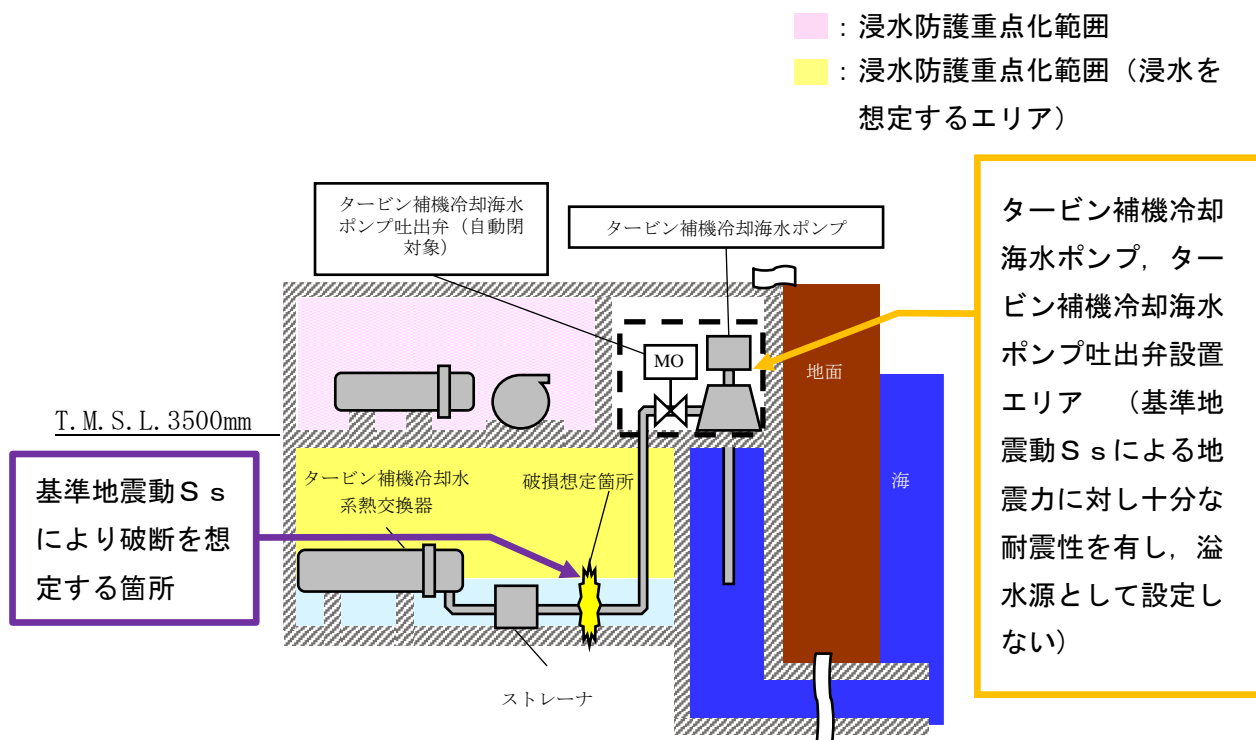 ：浸水防護重点化範囲
：浸水防護重点化範囲（浸水を
想定するエリア）
タービン補機冷却海水
ポンプ吐出弁（自動閉
対象）
タービン補機冷却海水ポンプ
タービン補機冷却
海水ポンプ，ター
ビン補機冷却海水
ポンプ吐出弁設置
エリア　（基準地
震動Ｓｓによる地
震力に対し十分な
耐震性を有し，溢
水源として設定し
ない）
MO
地面
海
T.M.S.L.3500mm
基準地震動Ｓｓ
により破断を想
定する箇所
タービン補機冷却水
系熱交換器
破損想定箇所
ストレーナ